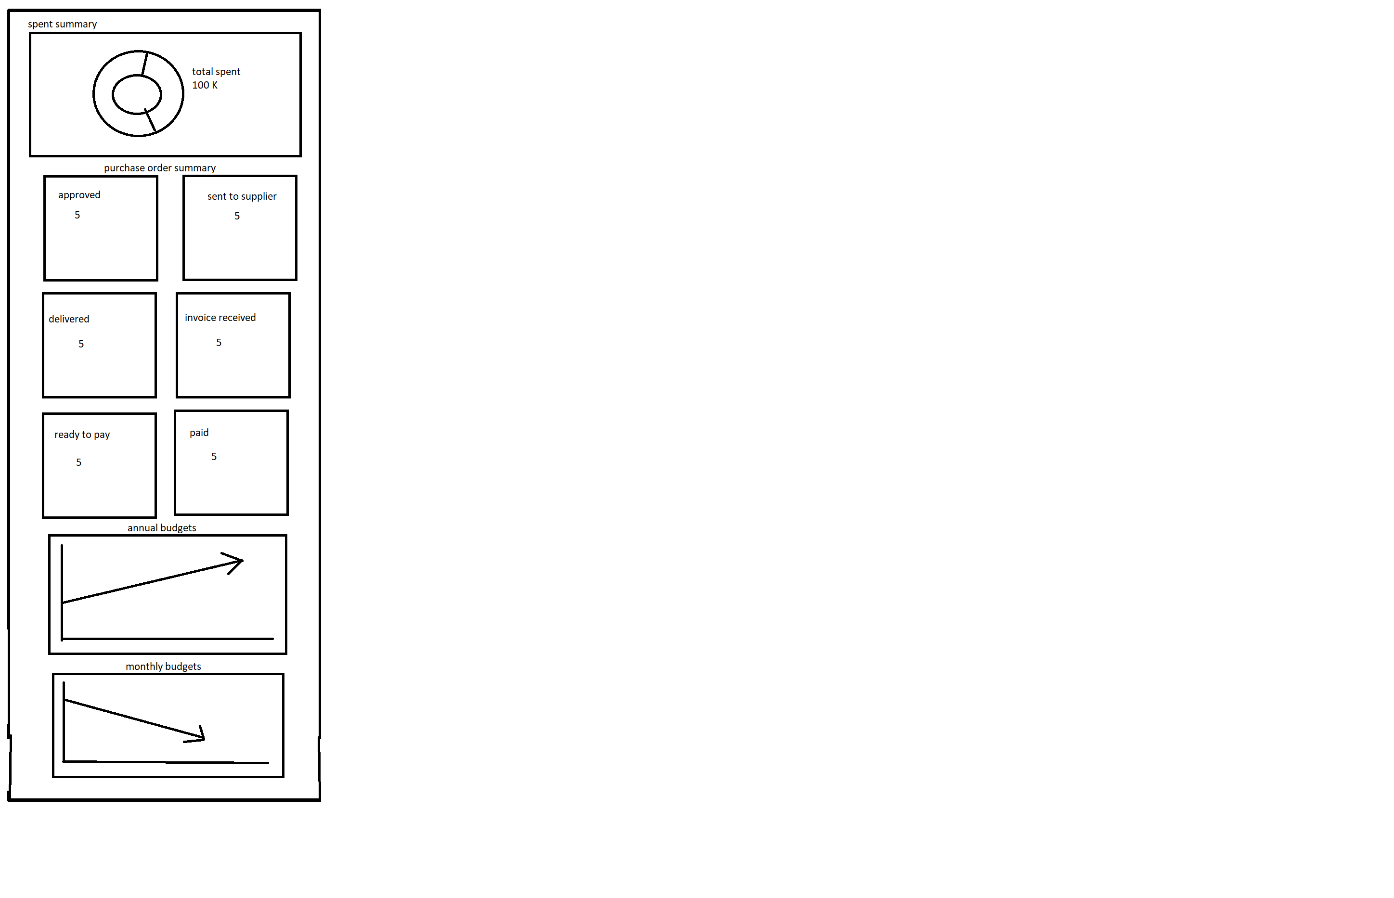 spent summary
total spent
100 K
purchase order summary
approved
5
sent to supplier
5
delivered
5
invoice received
5
ready to pay
5
paid
5
annual budgets
monthly budgets